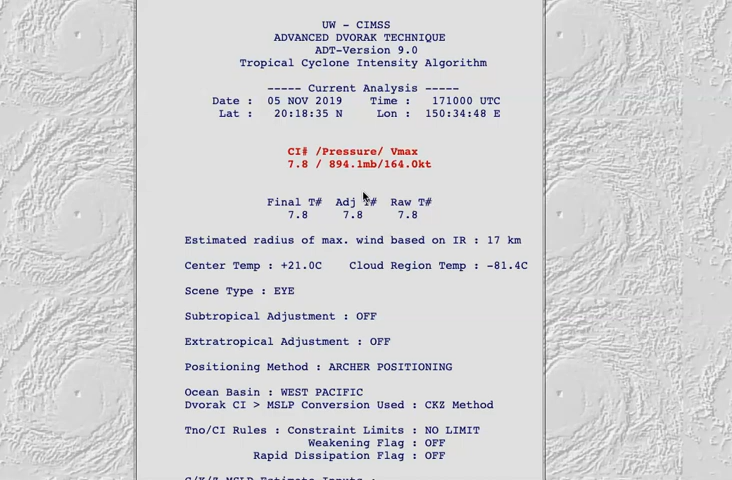 UW - CIMSS
ADVANCED DVORAK TECHNIQUE
ADT-Version 9.0
Tropical Cyclone Intensity Algorithm
----- Current Analysis -----
Date : 05 NOV 2019 Time : 171000 UTC
Lat : 20:18:35 N Lon : 150:34:48 E
CI# /Pressure/ Vmax
7.8 / 894.1mb/164.0kt
Final T# Adj T# Raw T#
7.8 7.8 7.8
Estimated radius of max. wind based on IR : 17 km
Center Temp : +21.0C Cloud Region Temp : -81.4C
Scene Type : EYE
Subtropical Adjustment : OFF
Extratropical Adjustment : OFF
Positioning Method : ARCHER POSITIONING
Ocean Basin : WEST PACIFIC
Dvorak CI > MSLP Conversion Used : CKZ Method
Tno/CI Rules : Constraint Limits : NO LIMIT
Weakening Flag : OFF
Rapid Dissipation Flag : OFF
C/K/Z MSLP Estimate Inputs :